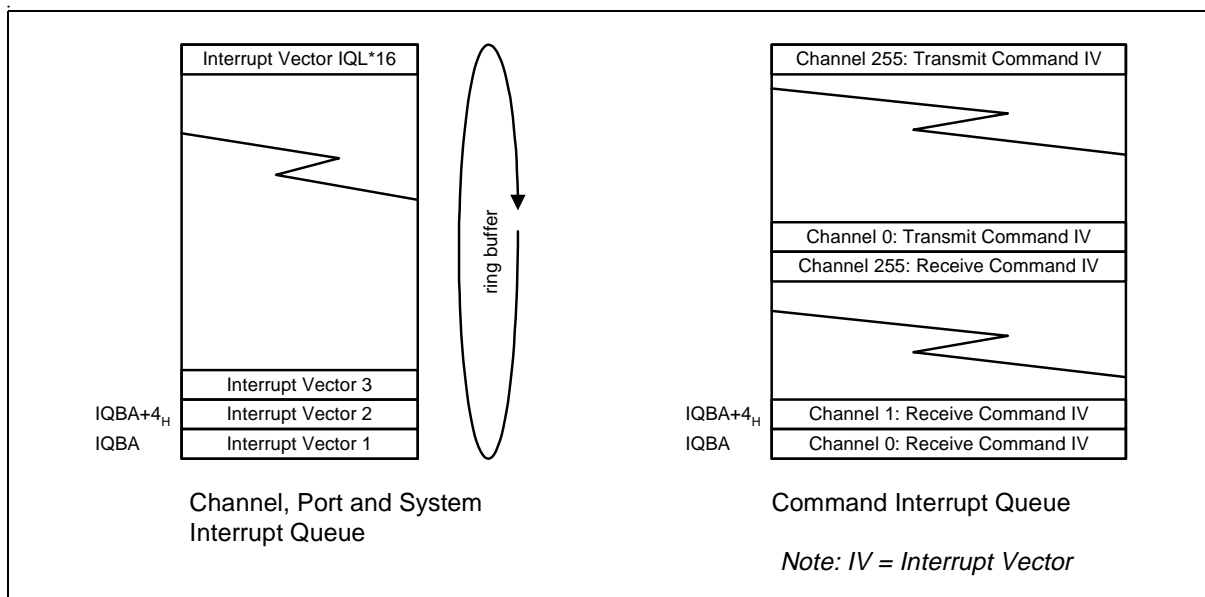 Interrupt Vector IQL*16
ring buffer
Interrupt Vector 3
IQBA+4H
Interrupt Vector 2
IQBA
Interrupt Vector 1
Channel, Port and System
Interrupt Queue
Channel 255: Transmit Command IV
Channel 0: Transmit Command IV
Channel 255: Receive Command IV
IQBA+4H
Channel 1: Receive Command IV
IQBA
Channel 0: Receive Command IV
Command Interrupt Queue
Note: IV = Interrupt Vector